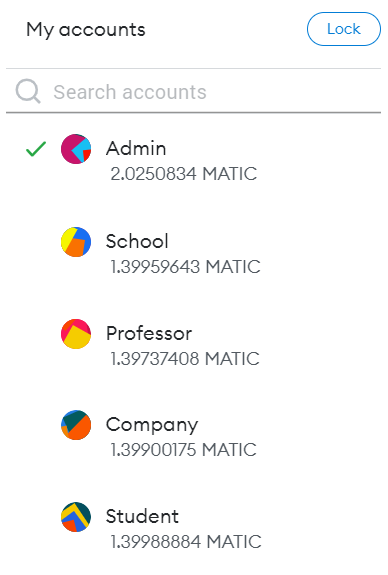 My accounts
Lock
Search accounts
Admin
2.0250834 MATIC
School
1.39959643 MATIC
Professor
1.39737408 MATIC
Company
1.39900175 MATIC
Student
1.39988884 MATIC